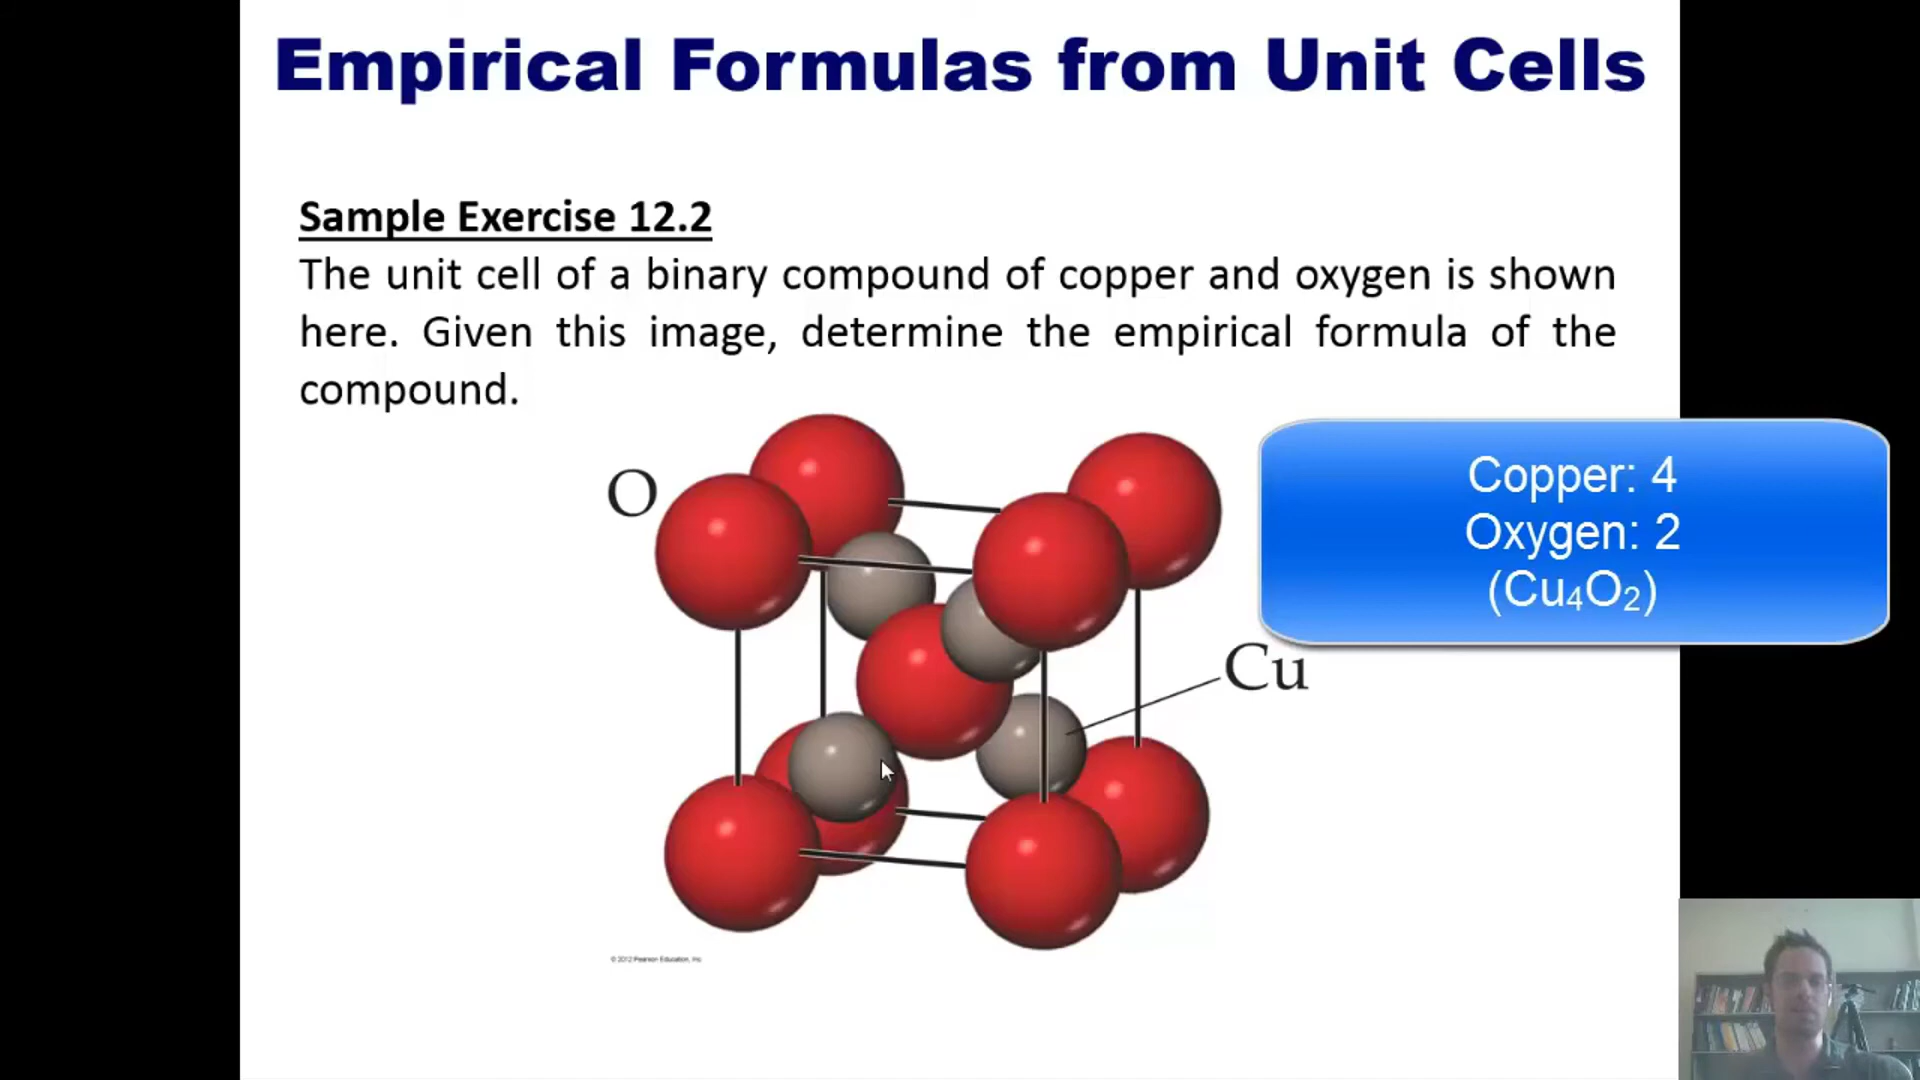 Empirical Formulas from Unit Cells
Sample Exercise 12.2
The unit cell of a binary compound of copper and oxygen is shown
here. Given this image, determine the empirical formula of the
compound.
O
Copper: 4
Oxygen: 2
(Cu₄O₂)
Cu
© 2012 Pearson Education, Inc